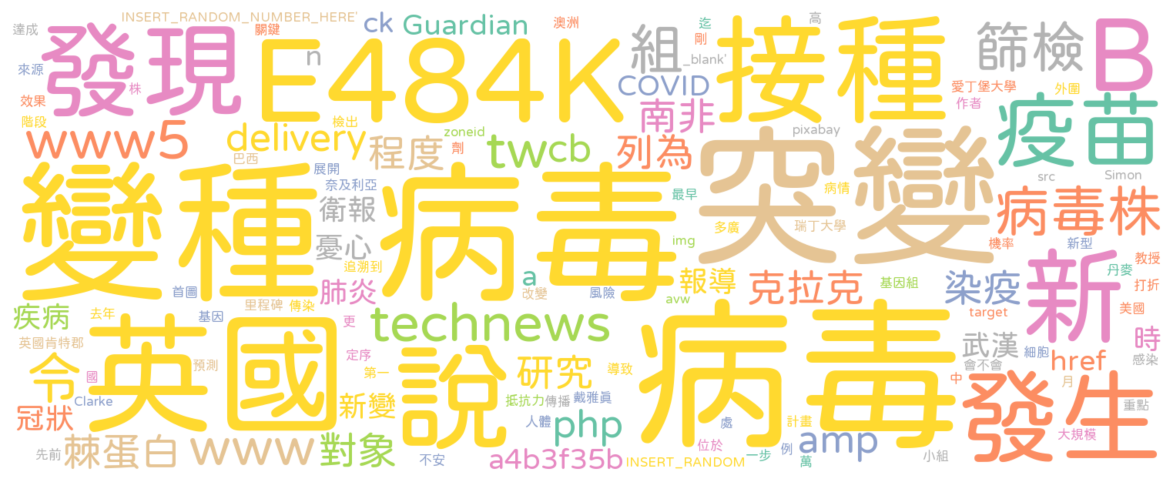 INSERT_RANDOM_NUMBER_HERE'
達成
關鍵
ck
Guardian
澳洲
迄
剛
高
發現
E484K
n
組
_blank'
接種
篩檢
B
來源
株
COVID
愛丁堡大學
外圍
效果
作者
南非
疫苗
階段
檢出
www5
delivery
zoneid
劑
pixabay
程度
tw
cb
列為
巴西
展開
突變
src
Simon
變種
病毒
奈及利亞
最早
病情
病毒株
衛報
多廣
瑞丁大學
憂心
img
機率
新型
教授
追溯到
a
報導
克拉克
基因組
染疫
新
丹麥
打折
首圖
肺炎
改變
風險
avw
里程碑
傳染
target
美國
疾病
去年
基因
更
technews
病毒
武漢
時
英國肯特郡
英國
定序
說
研究
導致
會不會
細胞
href
感染
令
預測
國
第一
中
月
發生
Clarke
新變
抵抗力
傳播
戴雅真
重點
冠狀
人體
php
處
計畫
大規模
棘蛋白
www
對象
位於
amp
例
先前
不安
a4b3f35b
INSERT_RANDOM
一步
萬
小組